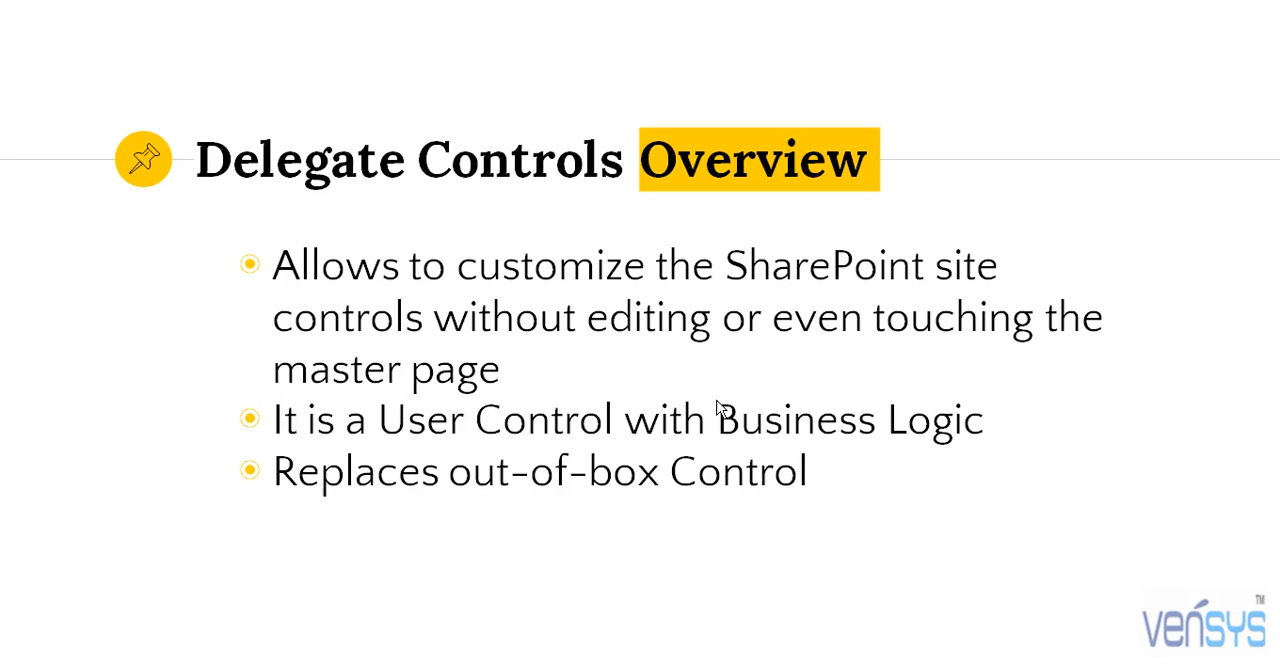 Delegate Controls Overview
Allows to customize the SharePoint site
controls without editing or even touching the
master page
It is a User Control with Business Logic
Replaces out-of-box Control
TM
vensys